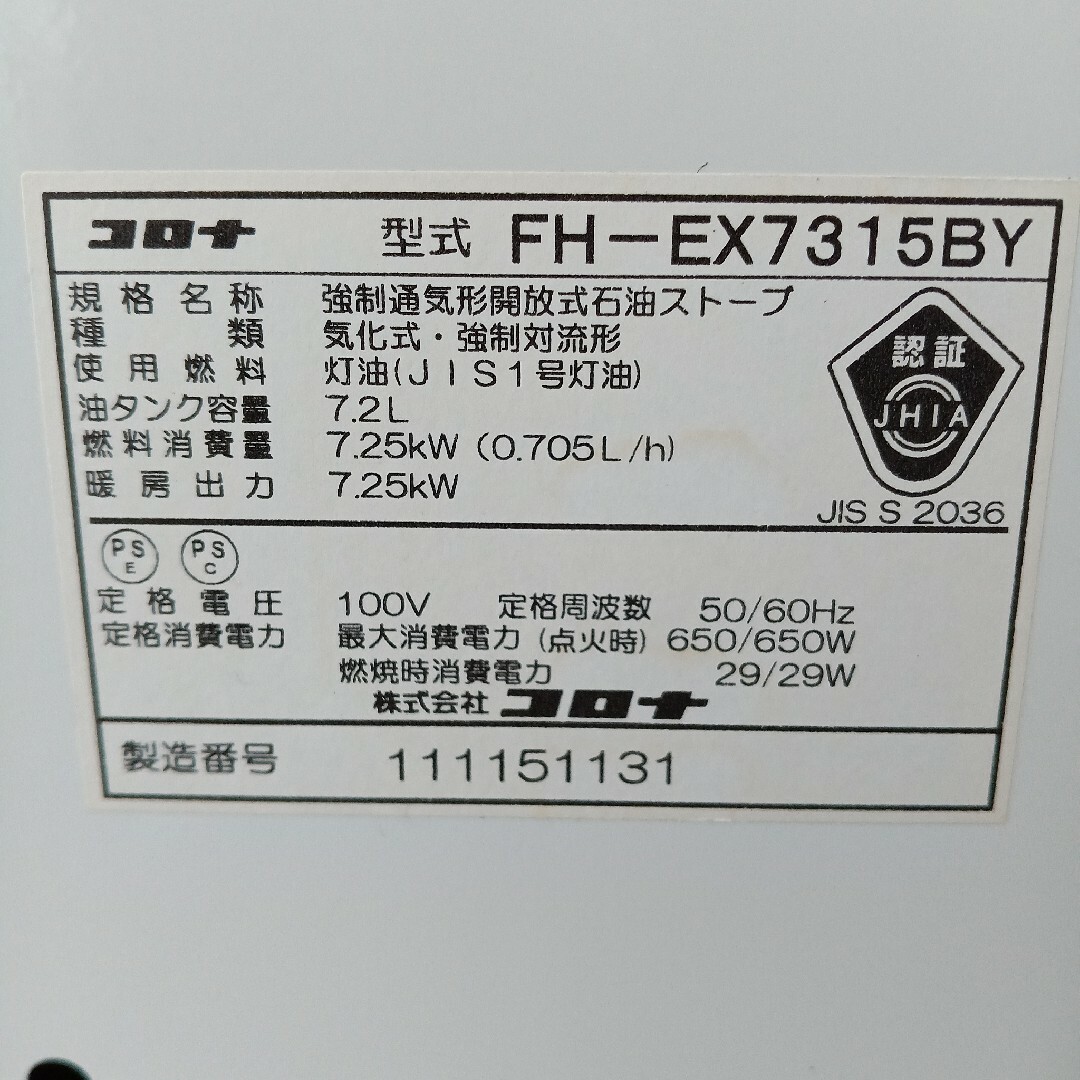 コロナ 型式 FH-EX7315BY
規格名称 強制通気形開放式石油ストーブ
種類 気化式・強制対流形
使用燃料 灯油(JIS1号灯油)
油タンク容量 7.2L
燃料消費量 7.25kW (0.705L/h)
暖房出力 7.25kW
認証
JHIA
JIS S 2036
PS E PS C
定格電圧 100V 定格周波数 50/60Hz
定格消費電力 最大消費電力(点火時) 650/650W
燃焼時消費電力 29/29W
株式会社 コロナ
製造番号 111151131